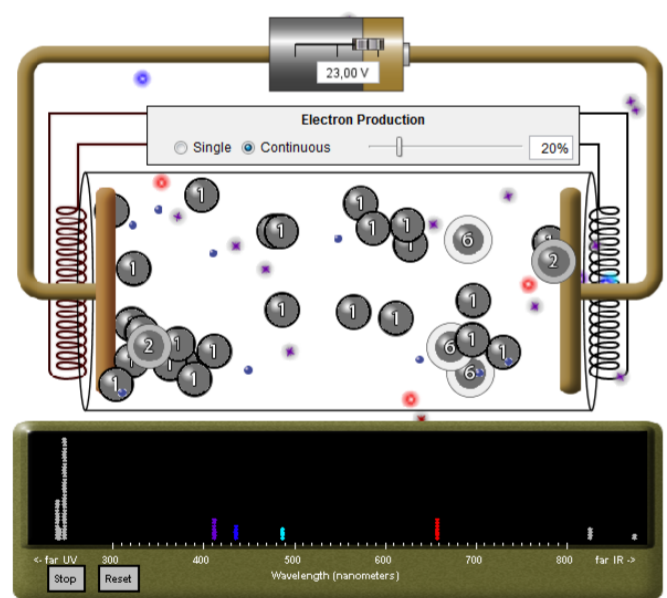 23,00 V
Electron Production
Single Continuous 20%
1 1 1 1 1 1 6 1 2
1
1 1 1 1
1 2 1 1 1 1 1 6 1 1 6
<- far UV 300 400 500 600 700 800 far IR ->
Wavelength (nanometers)
Stop Reset